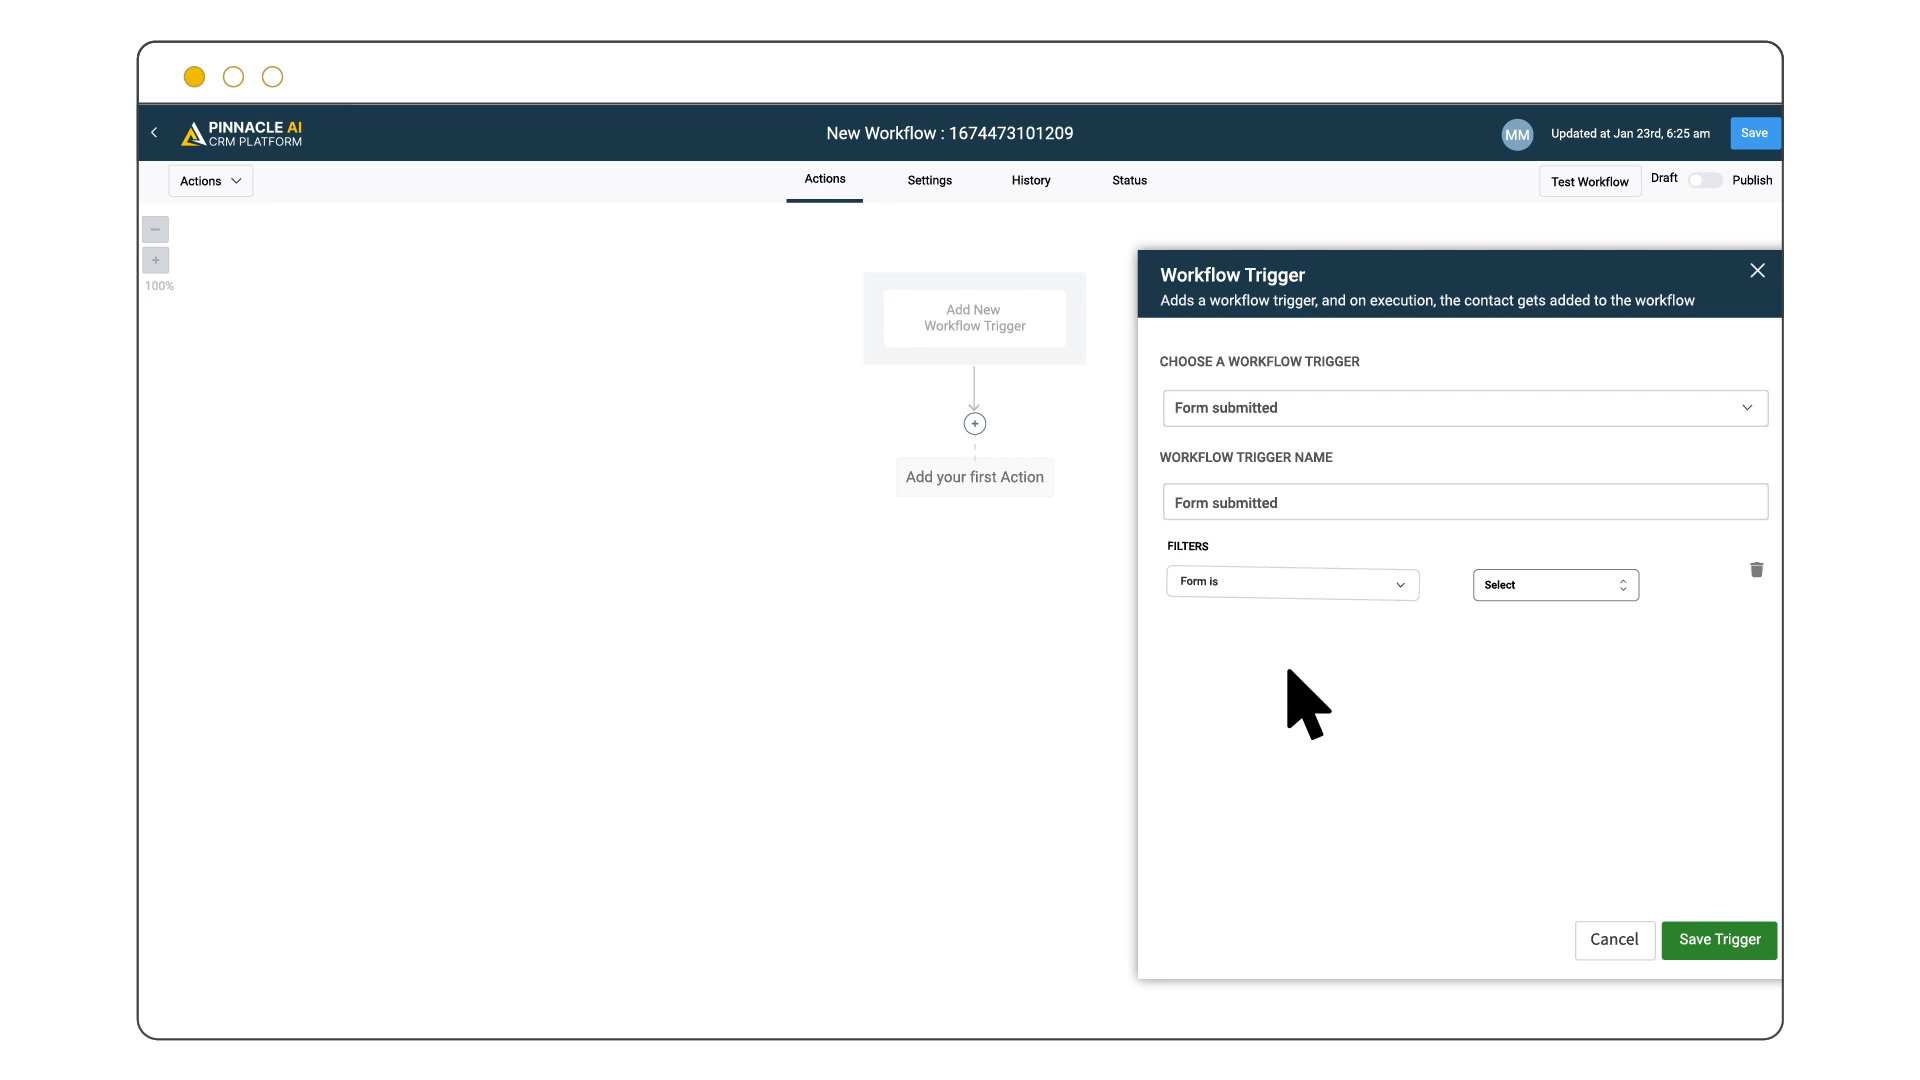 PINNACLE AI
CRM PLATFORM
New Workflow : 1674473101209
MM
Updated at Jan 23rd, 6:25 am
Save
Actions
Actions
Settings
History
Status
Test Workflow
Draft
Publish
100%
Add New
Workflow Trigger
Add your first Action
Workflow Trigger
Adds a workflow trigger, and on execution, the contact gets added to the workflow
CHOOSE A WORKFLOW TRIGGER
Form submitted
WORKFLOW TRIGGER NAME
Form submitted
FILTERS
Form is
Select
Cancel
Save Trigger